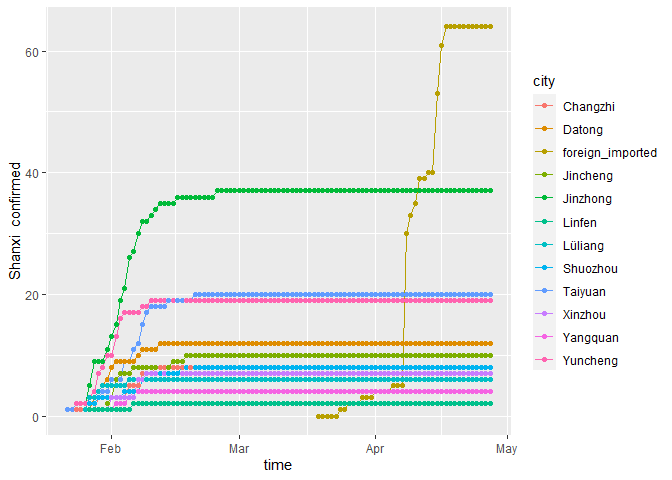 Shanxi confirmed
60
40
20
0
Feb
Mar
Apr
May
time
city
Changzhi
Datong
foreign_imported
Jincheng
Jinzhong
Linfen
Lüliang
Shuozhou
Taiyuan
Xinzhou
Yangquan
Yuncheng